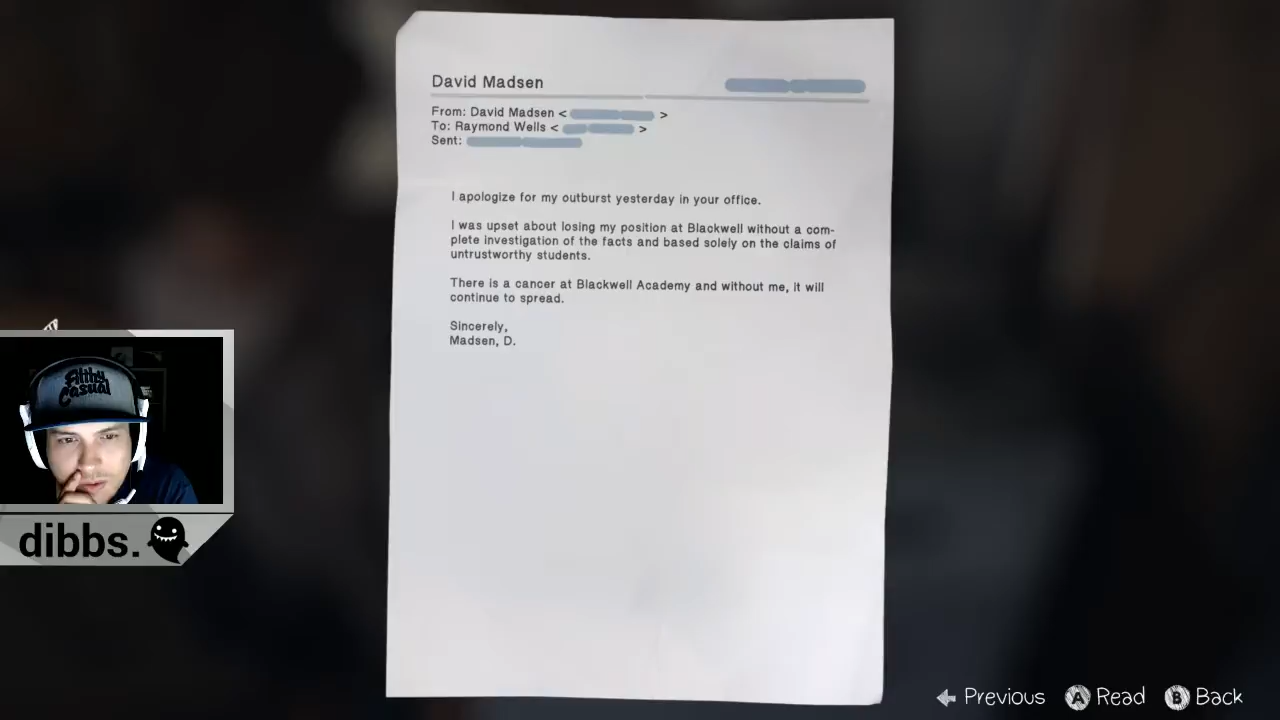 David Madsen
From: David Madsen < >
To: Raymond Wells < >
Sent:
I apologize for my outburst yesterday in your office.
I was upset about losing my position at Blackwell without a com-
plete investigation of the facts and based solely on the claims of
untrustworthy students.
There is a cancer at Blackwell Academy and without me, it will
continue to spread.
Sincerely,
Madsen, D.
Filthy
Casual
dibbs.
Previous A Read B Back